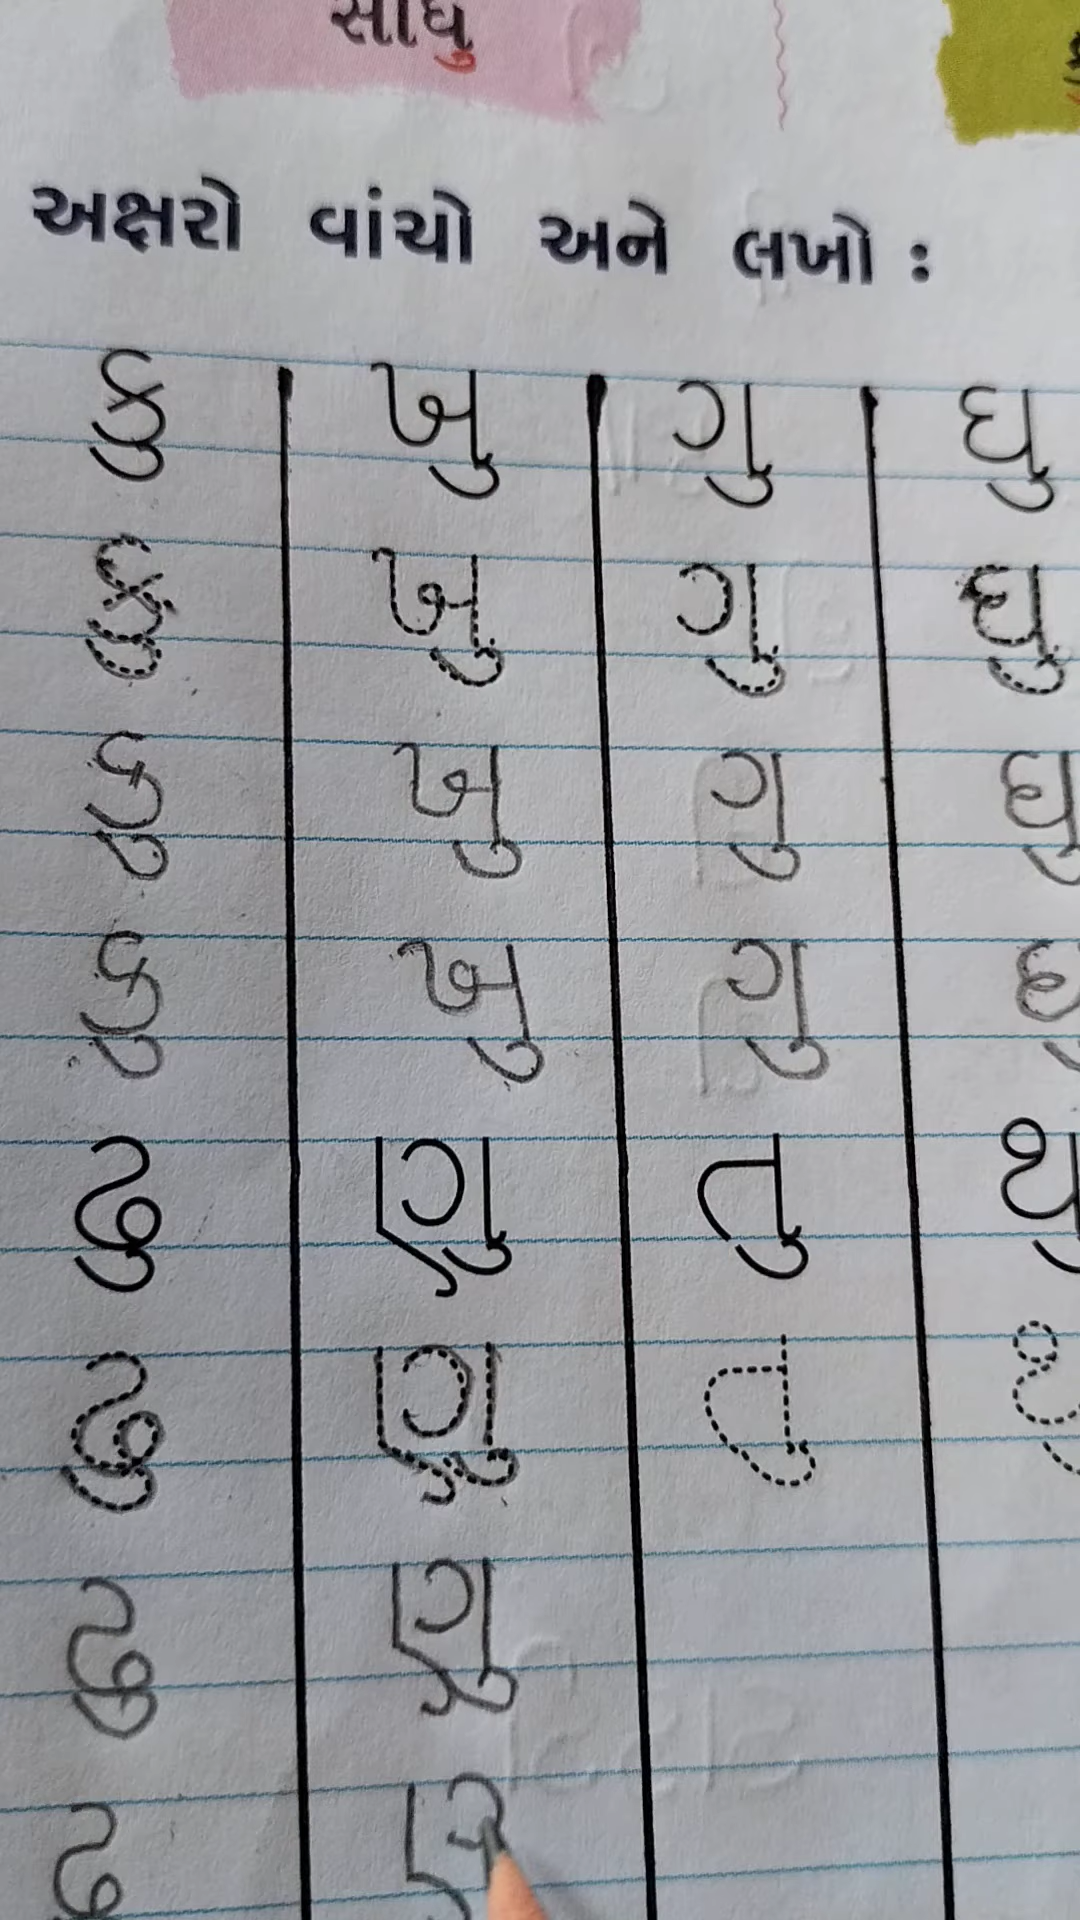 સાધુ
અક્ષરો વાંચો અને લખો :
કુ ખુ ગુ ઘુ
કુ ખુ ગુ ઘુ
કુ ખુ ગુ ઘુ
કુ ખુ ગુ ઘુ
ઢુ ણુ તુ થુ
ઢુ ણુ તુ થુ
ઢુ ણુ